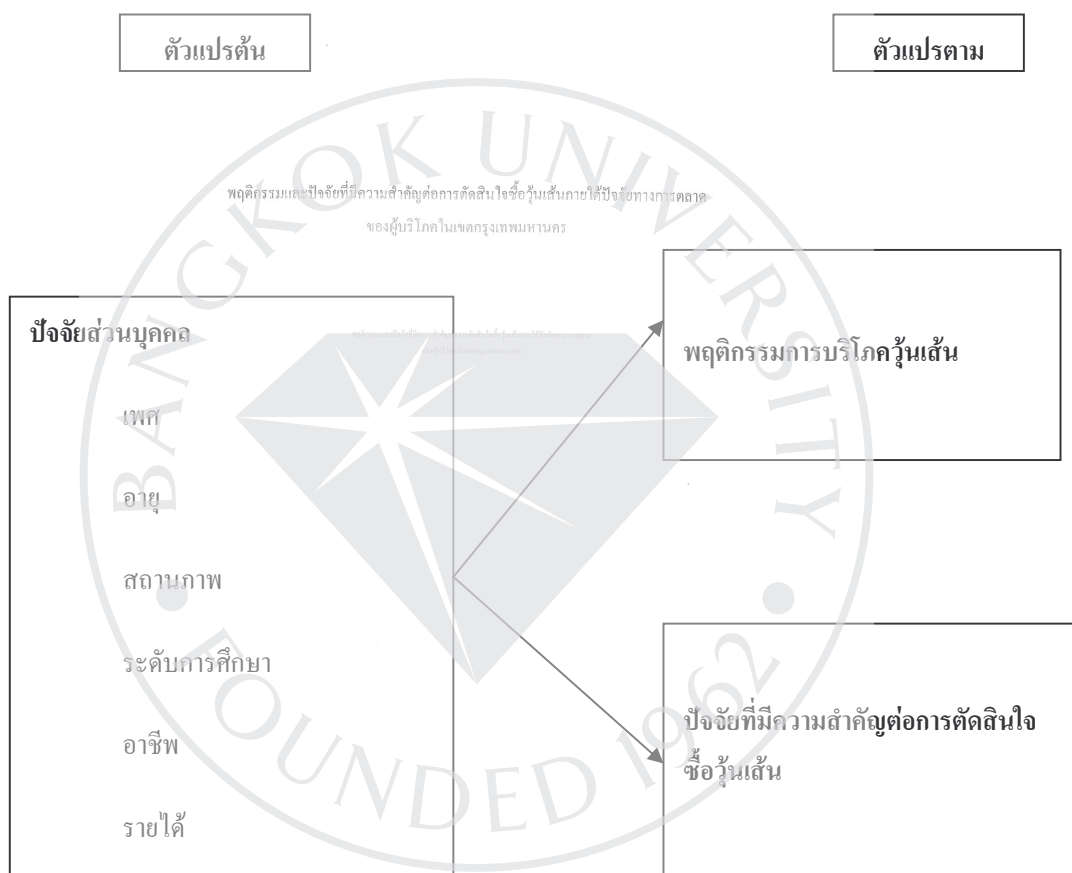 ตัวแปรต้น
ตัวแปรตาม
BANGKOK UNIVERSITY
พฤติกรรมและปัจจัยที่มีความสำคัญต่อการตัดสินใจซื้อวุ้นเส้นภายใต้ปัจจัยทางการตลาด
ของผู้บริโภคในเขตกรุงเทพมหานคร
ปัจจัยส่วนบุคคล
เพศ
อายุ
สถานภาพ
ระดับการศึกษา
อาชีพ
รายได้
พฤติกรรมการบริโภควุ้นเส้น
ปัจจัยที่มีความสำคัญต่อการตัดสินใจ
ซื้อวุ้นเส้น
FOUNDED 1962